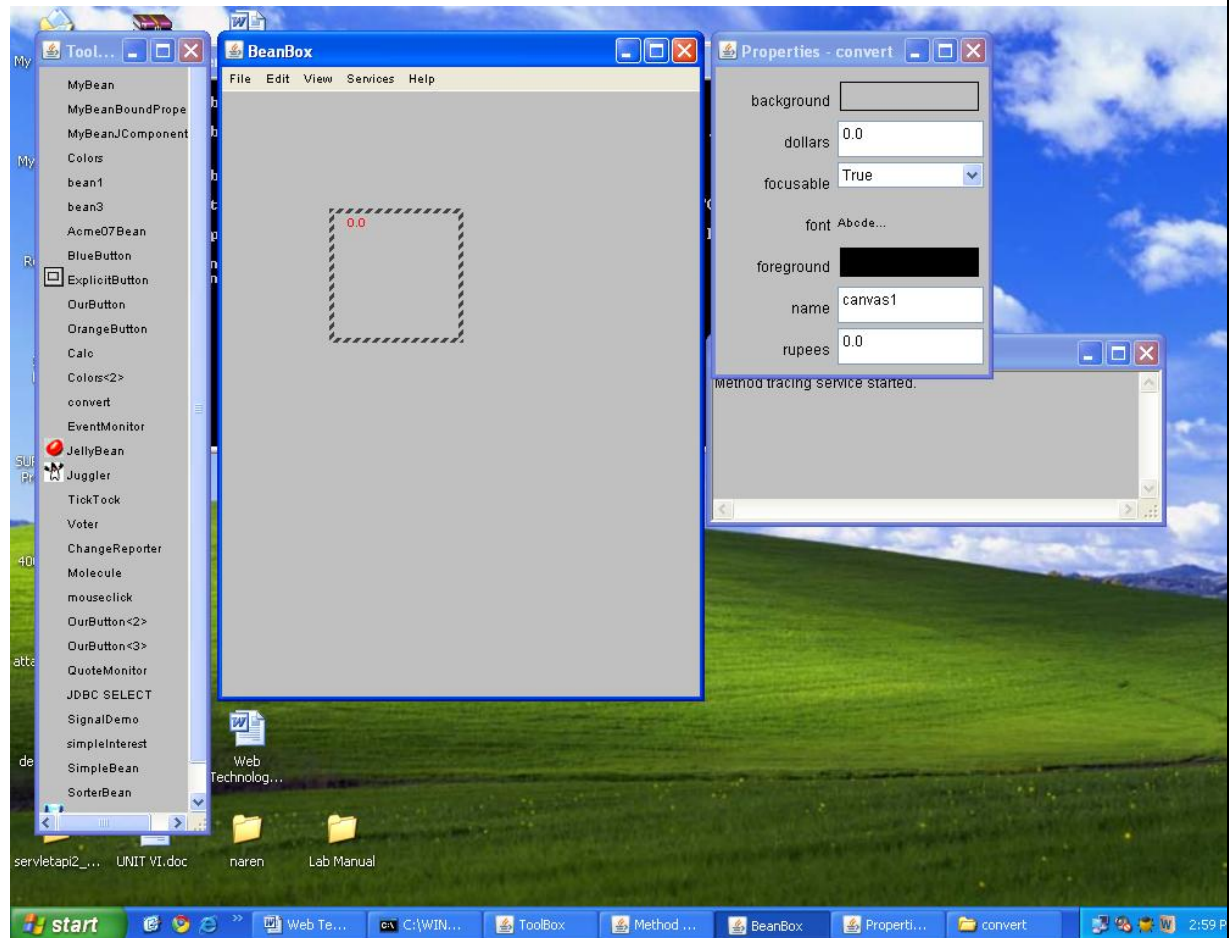 Tool...
MyBean
MyBeanBoundPrope
MyBeanJComponent
Colors
bean1
bean3
Acme07Bean
BlueButton
ExplicitButton
OurButton
OrangeButton
Calc
Colors<2>
convert
EventMonitor
JellyBean
Juggler
TickTock
Voter
ChangeReporter
Molecule
mouseclick
OurButton<2>
OurButton<3>
QuoteMonitor
JDBC SELECT
SignalDemo
simpleInterest
SimpleBean
SorterBean
BeanBox
File Edit View Services Help
0.0
Properties - convert
background
dollars 0.0
focusable True
font Abcde...
foreground
name canvas1
rupees 0.0
Method tracing service started.
My
My
Web
Technolog...
servletapi2_... UNIT VI.doc naren Lab Manual
start Web Te... C:\WIN... ToolBox Method ... BeanBox Properti... convert 2:59 P